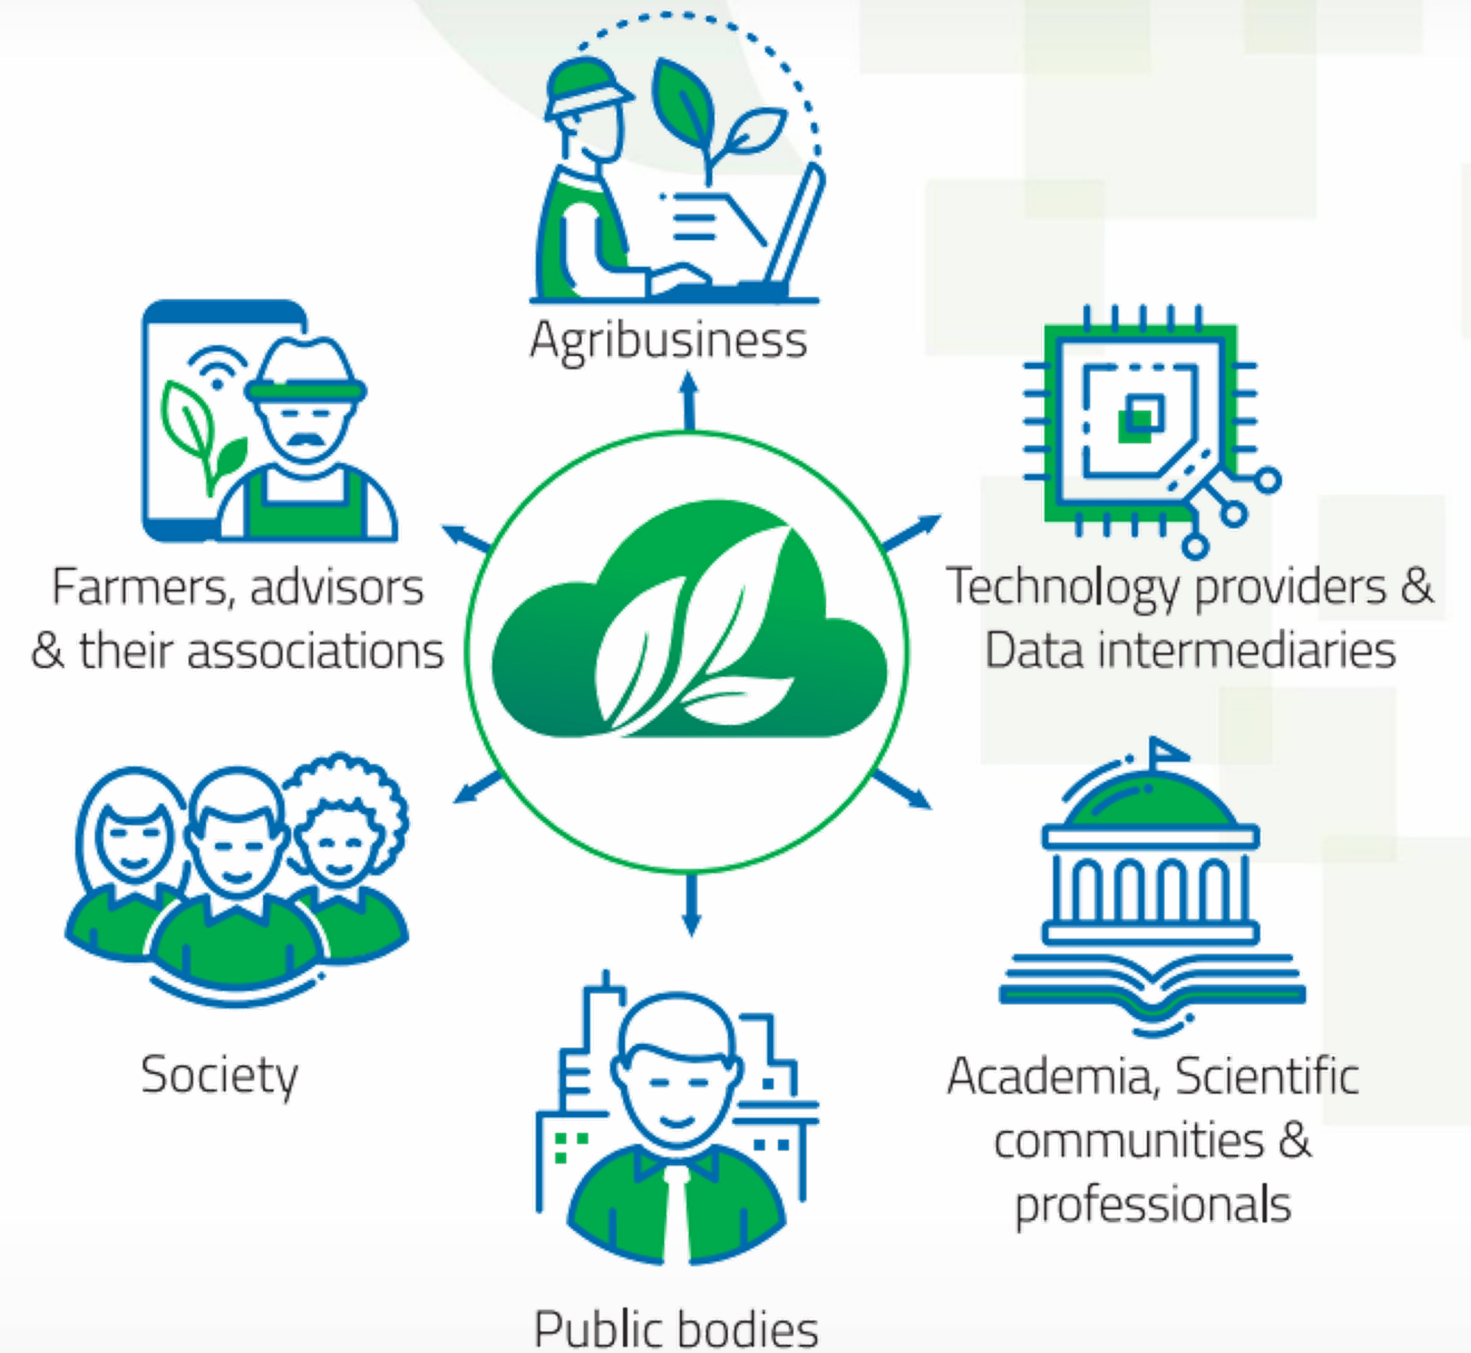 Agribusiness
Farmers, advisors
& their associations
Technology providers &
Data intermediaries
Society
Academia, Scientific
communities &
professionals
Public bodies